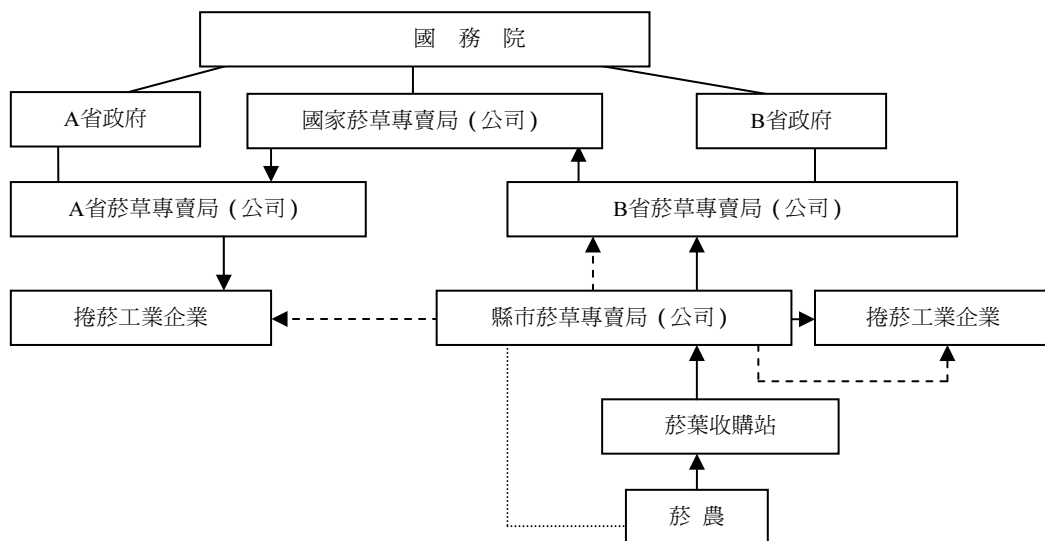 國 務 院
A省政府
國家菸草專賣局 (公司)
B省政府
A省菸草專賣局 (公司)
B省菸草專賣局 (公司)
捲菸工業企業
縣市菸草專賣局 (公司)
捲菸工業企業
菸葉收購站
菸 農